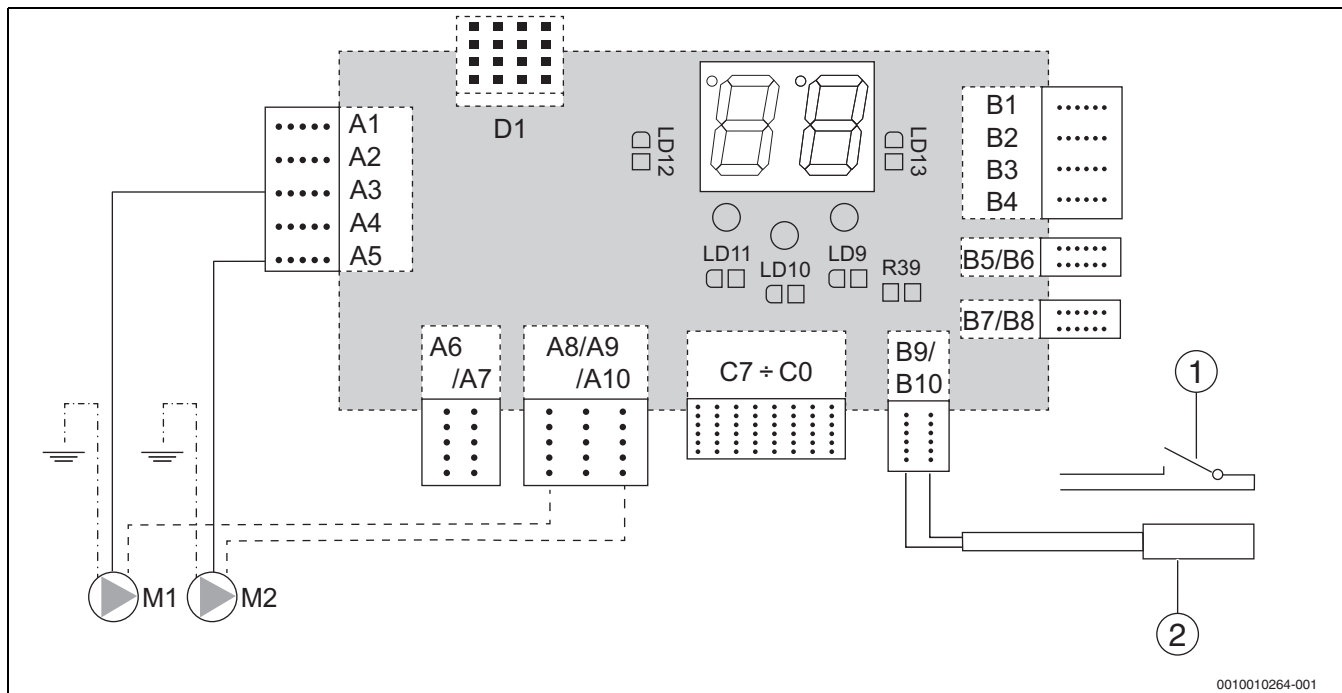 D1
A1
A2
A3
A4
A5
LD12
LD13
LD11
LD10
LD9
R39
B1
B2
B3
B4
B5/B6
B7/B8
A6
/A7
A8/A9
/A10
C7 ÷ C0
B9/
B10
1
2
M1
M2
0010010264-001